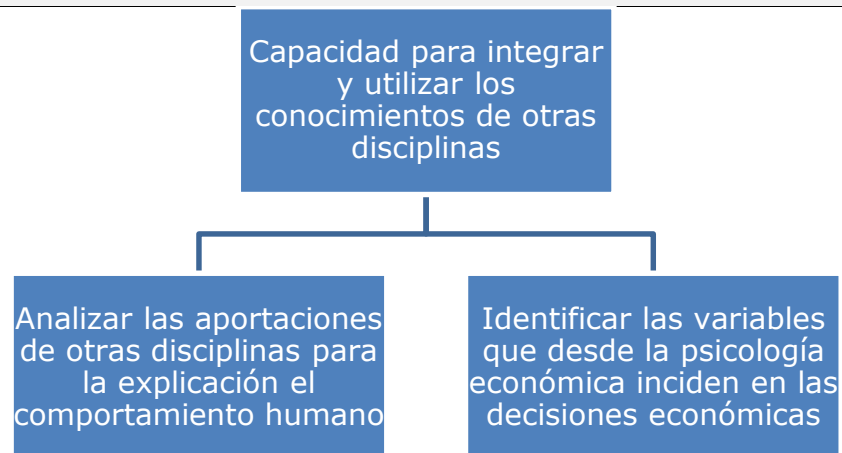 Capacidad para integrar
y utilizar los
conocimientos de otras
disciplinas
Analizar las aportaciones
de otras disciplinas para
la explicación el
comportamiento humano
Identificar las variables
que desde la psicología
económica inciden en las
decisiones económicas